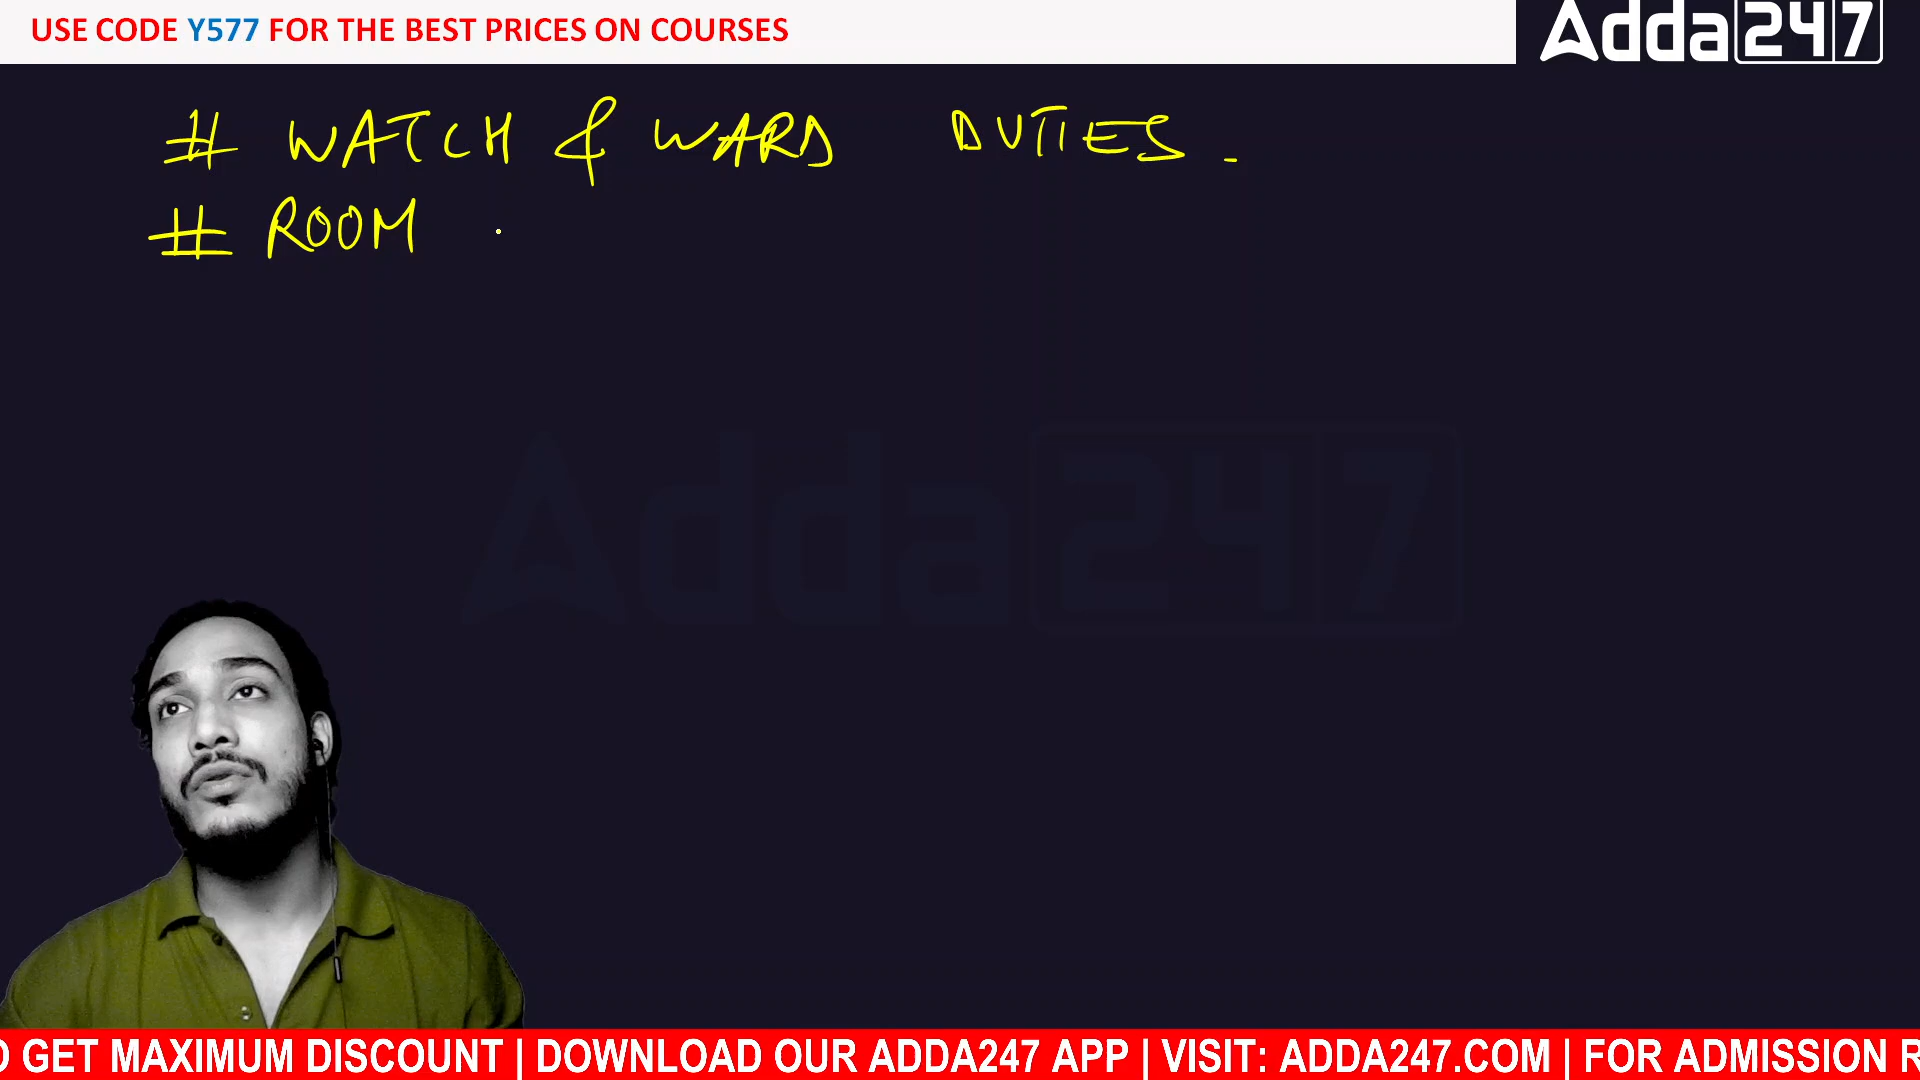 USE CODE Y577 FOR THE BEST PRICES ON COURSES
Adda247
# WATCH & WARD DUTIES.
# ROOM
Adda247
GET MAXIMUM DISCOUNT | DOWNLOAD OUR ADDA247 APP | VISIT: ADDA247.COM | FOR ADMISSION